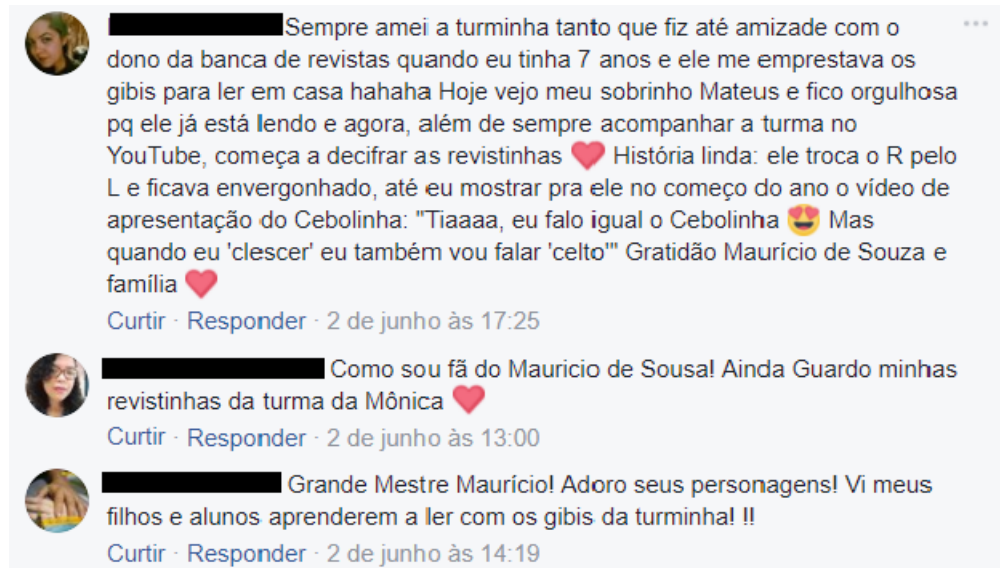 Sempre amei a turminha tanto que fiz até amizade com o
dono da banca de revistas quando eu tinha 7 anos e ele me emprestava os
gibis para ler em casa hahaha Hoje vejo meu sobrinho Mateus e fico orgulhosa
pq ele já está lendo e agora, além de sempre acompanhar a turma no
YouTube, começa a decifrar as revistinhas ❤️ História linda: ele troca o R pelo
L e ficava envergonhado, até eu mostrar pra ele no começo do ano o vídeo de
apresentação do Cebolinha: "Tiaaaa, eu falo igual o Cebolinha 😍 Mas
quando eu 'clescer' eu também vou falar 'celto'" Gratidão Maurício de Souza e
família ❤️
Curtir · Responder · 2 de junho às 17:25
Como sou fã do Mauricio de Sousa! Ainda Guardo minhas
revistinhas da turma da Mônica ❤️
Curtir · Responder · 2 de junho às 13:00
Grande Mestre Maurício! Adoro seus personagens! Vi meus
filhos e alunos aprenderem a ler com os gibis da turminha! !!
Curtir · Responder · 2 de junho às 14:19